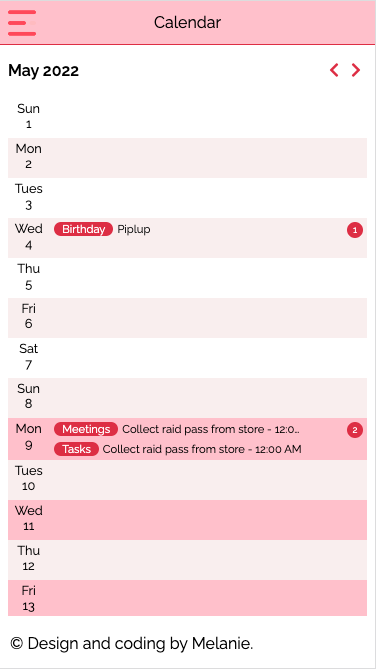 Calendar
May 2022
Sun
1
Mon
2
Tues
3
Wed Birthday Piplup 1
4
Thu
5
Fri
6
Sat
7
Sun
8
Mon Meetings Collect raid pass from store - 12:0... 2
9 Tasks Collect raid pass from store - 12:00 AM
Tues
10
Wed
11
Thu
12
Fri
13
© Design and coding by Melanie.